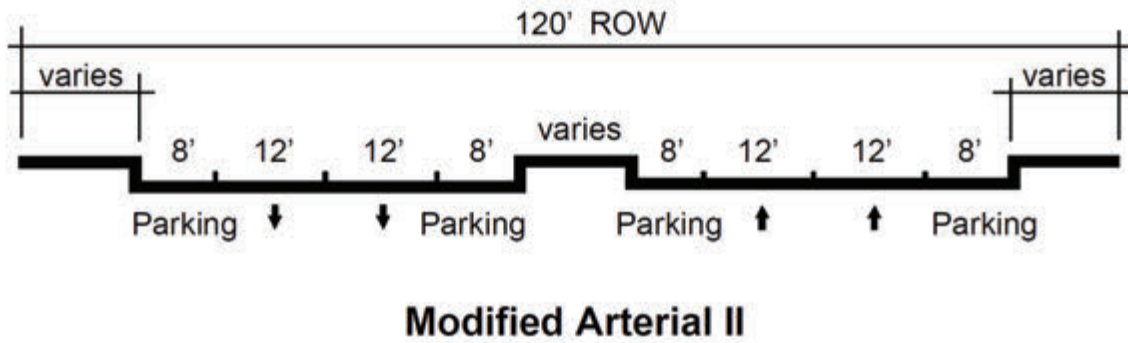 120’ ROW
varies varies
8’ 12’ 12’ 8’ varies 8’ 12’ 12’ 8’
Parking Parking Parking Parking
Modified Arterial II